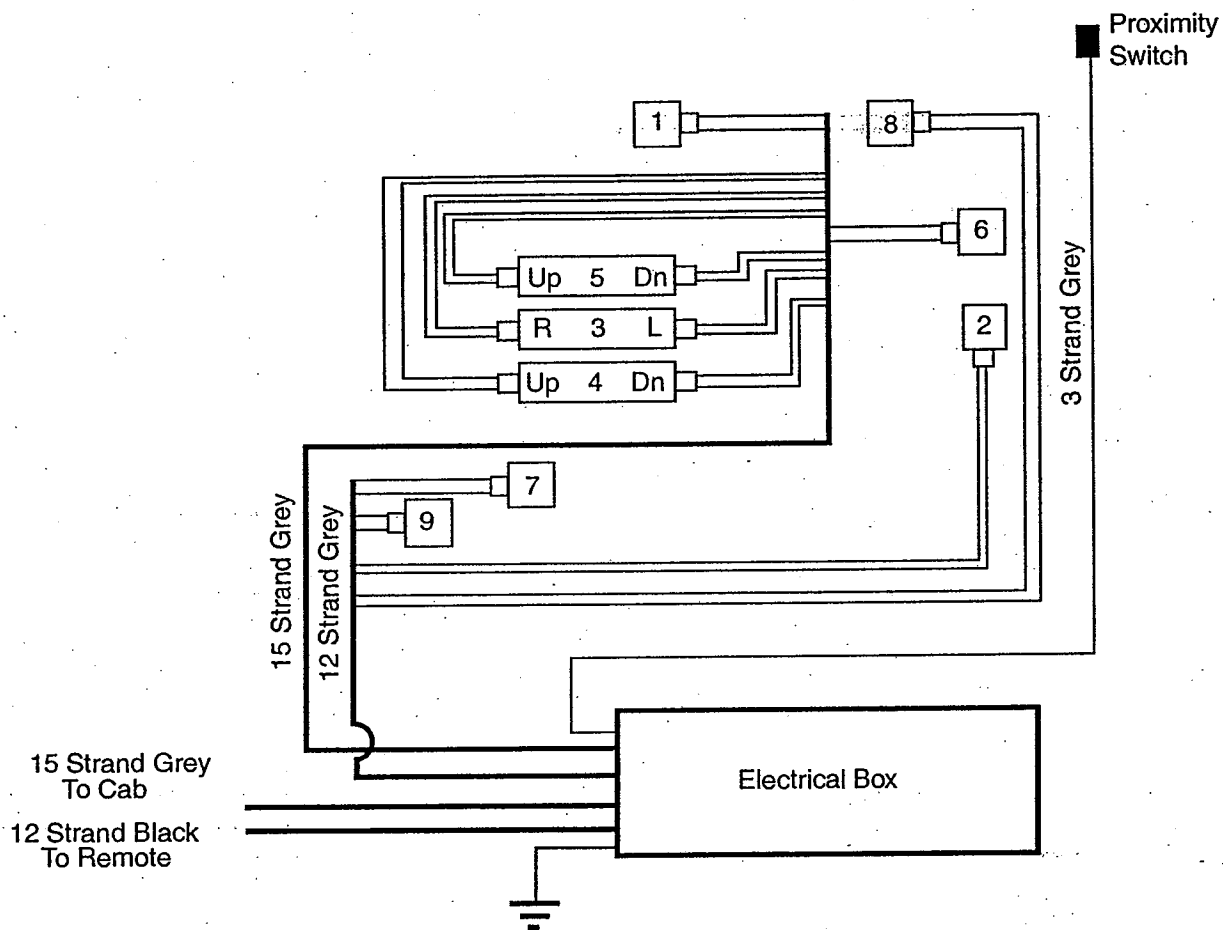 Proximity
Switch
1
8
6
Up 5 Dn
2
R 3 L
Up 4 Dn
3 Strand Grey
7
9
15 Strand Grey
12 Strand Grey
15 Strand Grey
To Cab
Electrical Box
12 Strand Black
To Remote